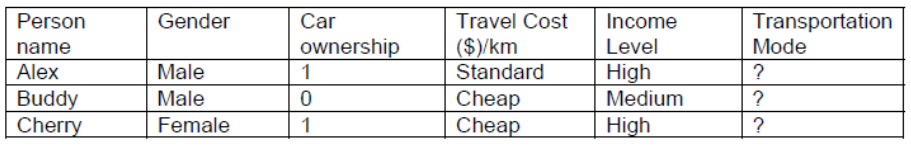 Person name Gender Car ownership Travel Cost ($)/km Income Level Transportation Mode
Alex Male 1 Standard High ?
Buddy Male 0 Cheap Medium ?
Cherry Female 1 Cheap High ?